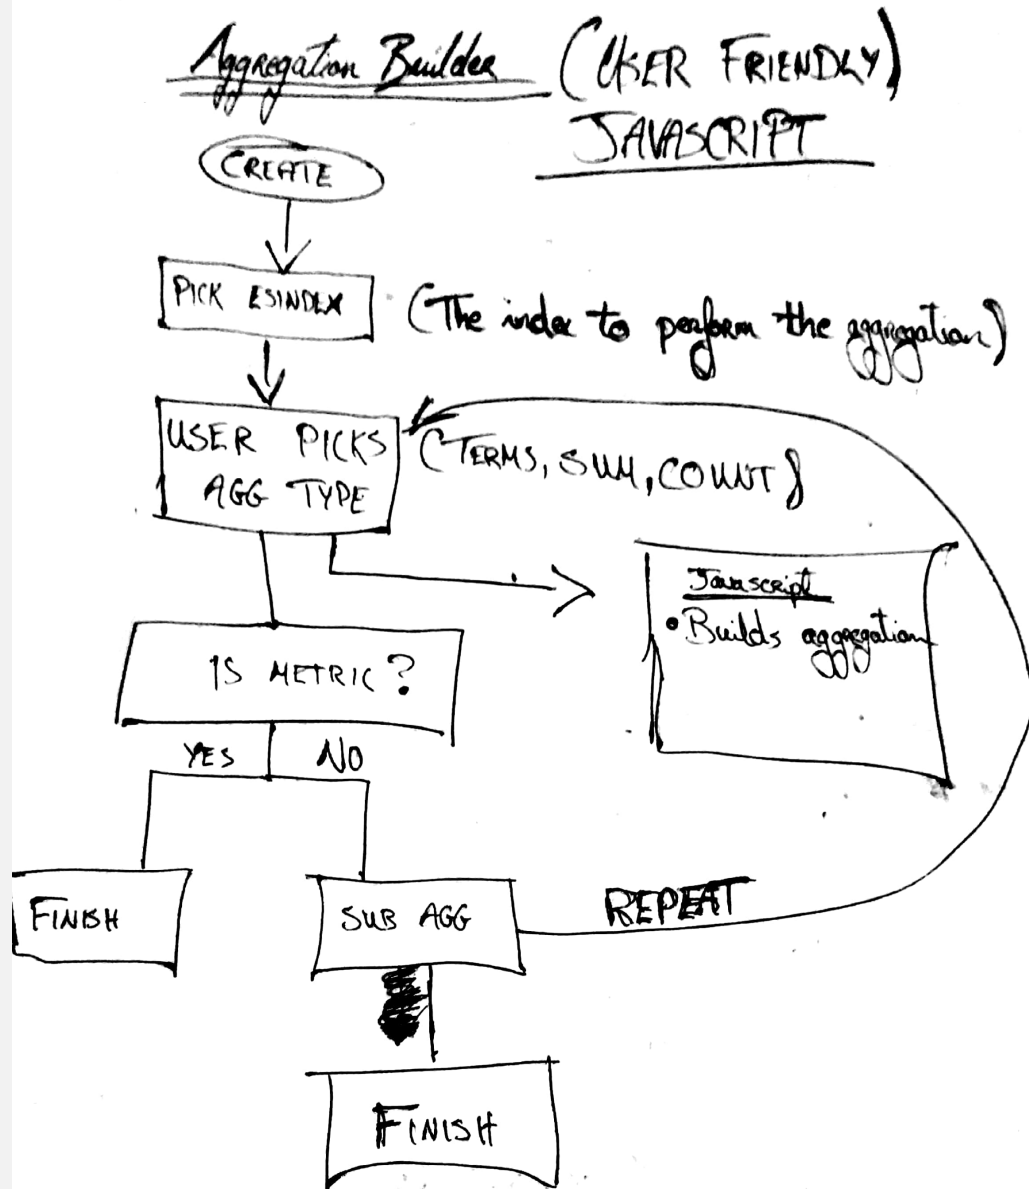 Aggregation Builder (USER FRIENDLY)
JAVASCRIPT
CREATE
PICK ESINDEX
(The index to perform the aggregation)
USER PICKS
AGG TYPE
(TERMS, SUM, COUNT)
Javascript
• Builds aggregation
IS METRIC?
YES NO
FINISH
SUB AGG
REPEAT
FINISH